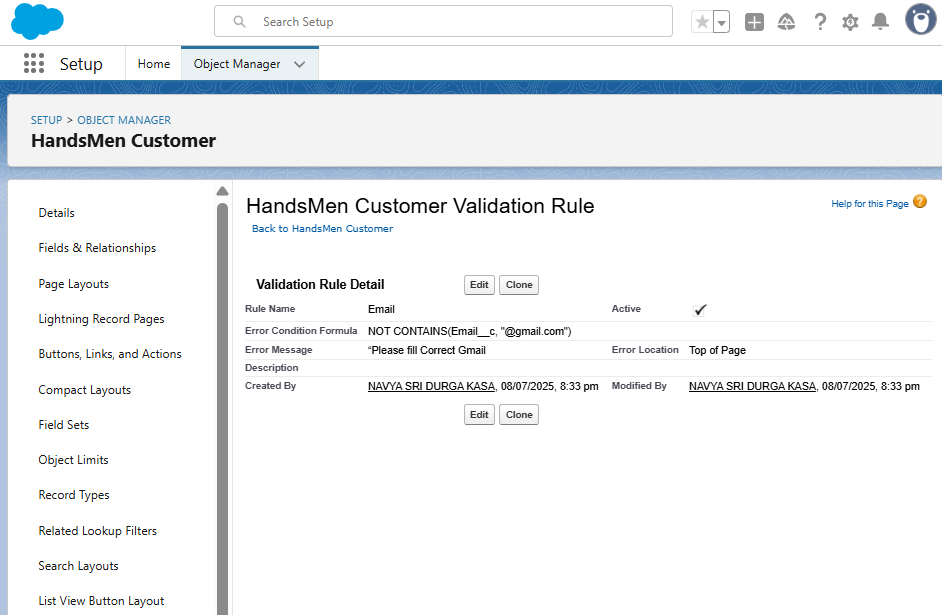 Search Setup
Setup
Home
Object Manager
SETUP > OBJECT MANAGER
HandsMen Customer
Details
Fields & Relationships
Page Layouts
Lightning Record Pages
Buttons, Links, and Actions
Compact Layouts
Field Sets
Object Limits
Record Types
Related Lookup Filters
Search Layouts
List View Button Layout
HandsMen Customer Validation Rule
Help for this Page ?
Back to HandsMen Customer
Validation Rule Detail Edit Clone
Rule Name Email Active
Error Condition Formula NOT CONTAINS(Email__c, "@gmail.com")
Error Message “Please fill Correct Gmail Error Location Top of Page
Description
Created By NAVYA SRI DURGA KASA, 08/07/2025, 8:33 pm Modified By NAVYA SRI DURGA KASA, 08/07/2025, 8:33 pm
Edit Clone